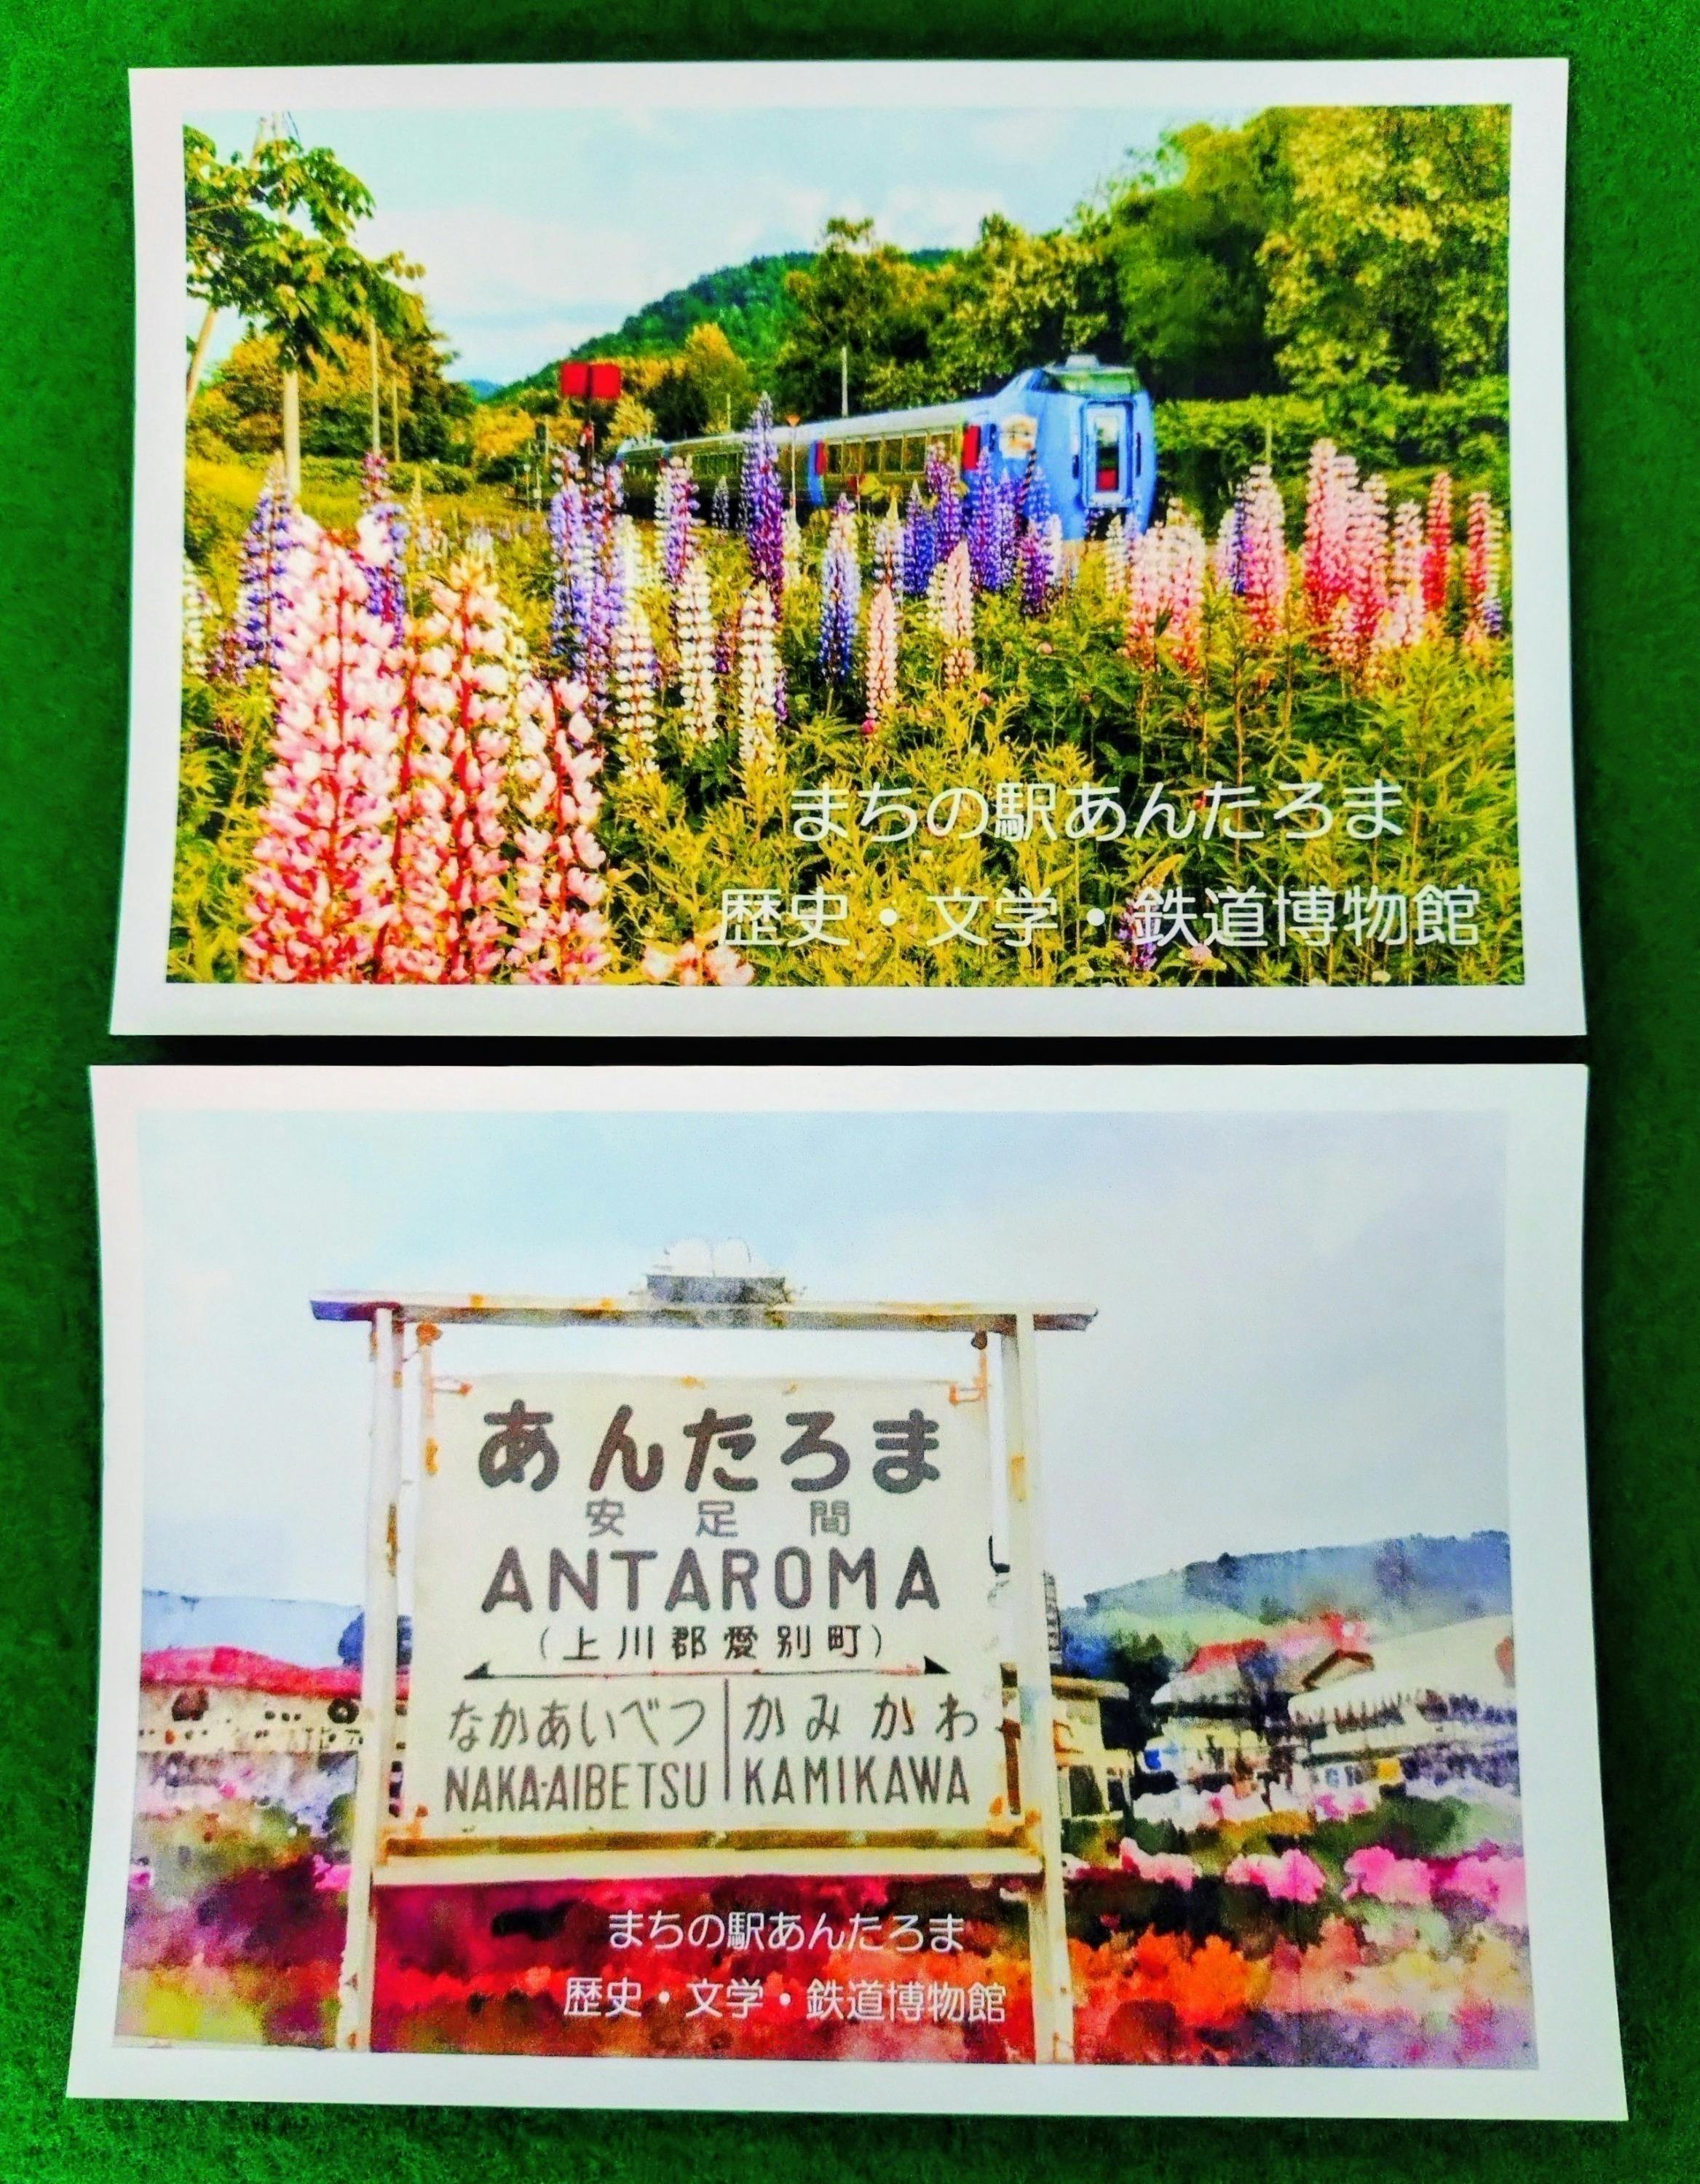 まちの駅あんたろま
歴史・文学・鉄道博物館
あんたろま
安足間
ANTAROMA
(上川郡愛別町)
なかあいべつ かみかわ
NAKA-AIBETSU KAMIKAWA
まちの駅あんたろま
歴史・文学・鉄道博物館